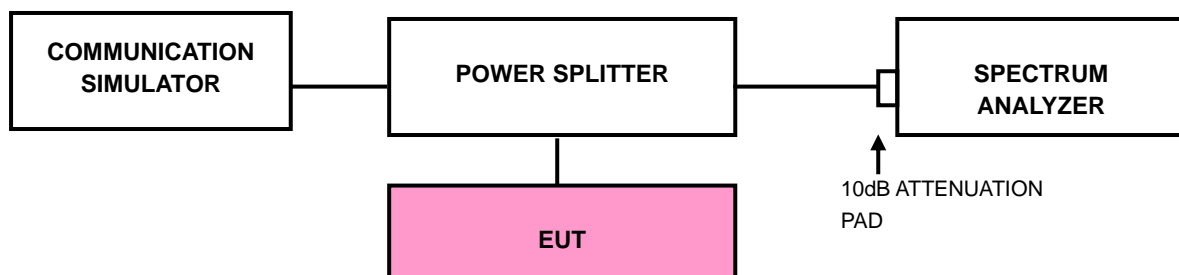 COMMUNICATION
SIMULATOR
POWER SPLITTER
SPECTRUM
ANALYZER
10dB ATTENUATION
PAD
EUT